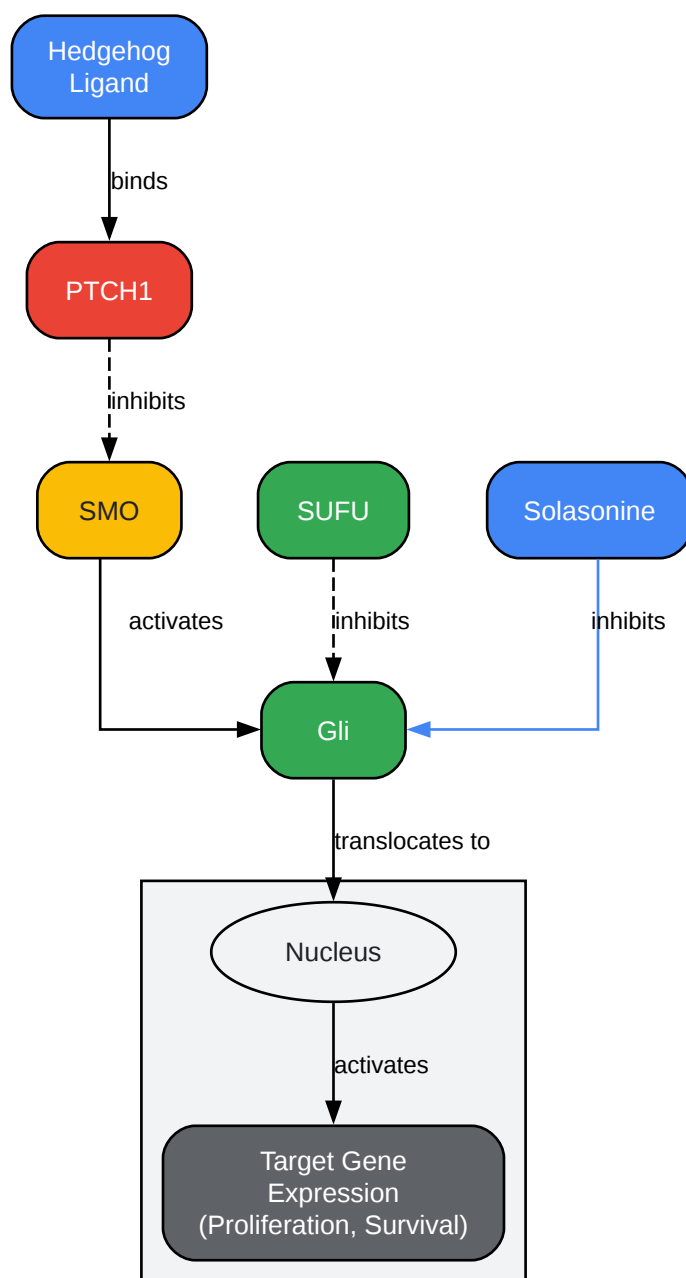 Hedgehog
Ligand
binds
PTCH1
inhibits
SMO
SUFU
Solasonine
activates
inhibits
inhibits
Gli
translocates to
Nucleus
activates
Target Gene
Expression
(Proliferation, Survival)